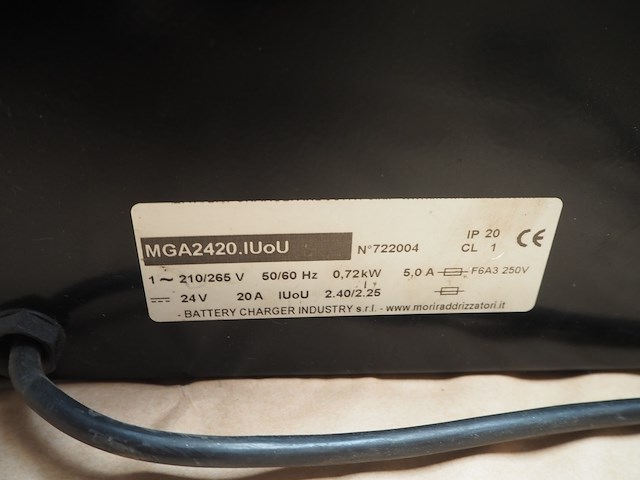 MGA2420.IUoU N°722004 IP 20 CL 1 CE
1 ~ 210/265 V 50/60 Hz 0,72kW 5,0 A F6A3 250V
24V 20A IUoU 2.40/2.25
- BATTERY CHARGER INDUSTRY s.r.l. - www.moriraddrizzatori.it